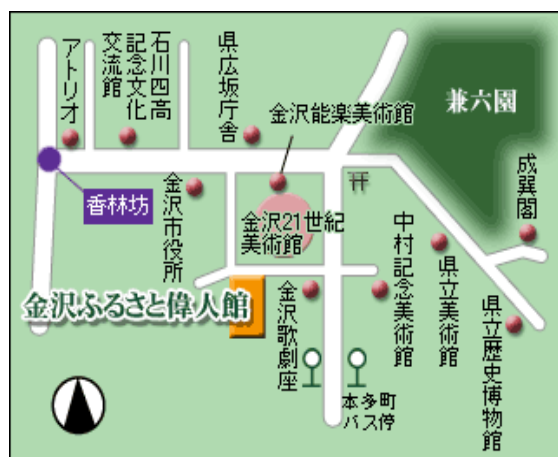 アトリオ
石川四高
記念文化
交流館
県広坂庁舎
金沢能楽美術館
兼六園
成巽閣
香林坊
金沢市役所
金沢21世紀
美術館
中村記念美術館
県立美術館
県立歴史博物館
金沢ふるさと偉人館
金沢歌劇座
本多町
バス停